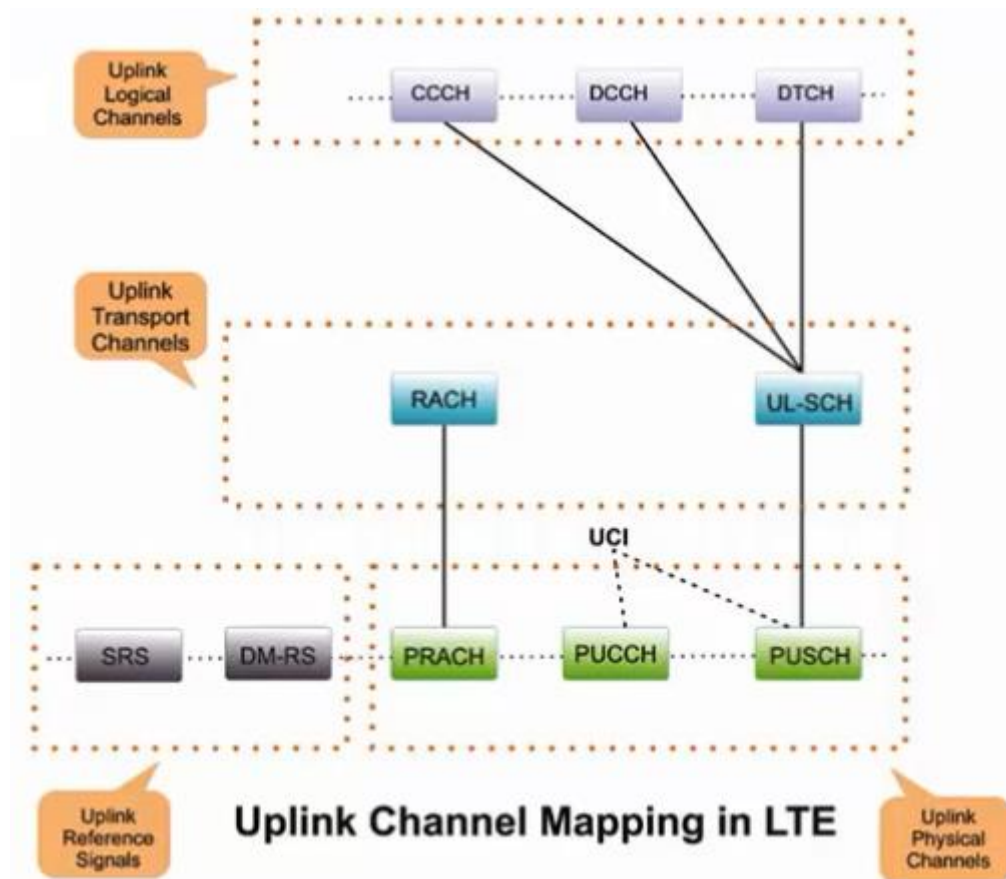 Uplink
Logical
Channels
CCCH
DCCH
DTCH
Uplink
Transport
Channels
RACH
UL-SCH
UCI
SRS
DM-RS
PRACH
PUCCH
PUSCH
Uplink
Reference
Signals
Uplink Channel Mapping in LTE
Uplink
Physical
Channels